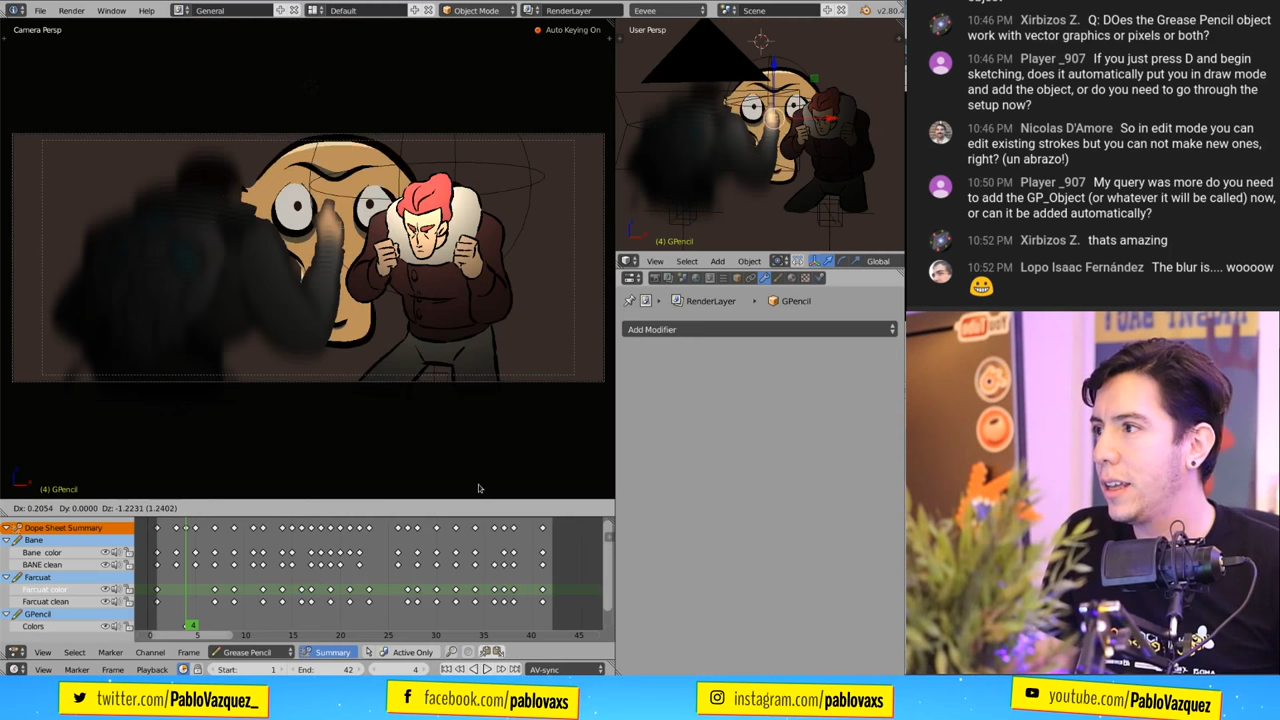 File Render Window Help General Default Object Mode RenderLayer Eevee Scene v2.80.4
Camera Persp
Auto Keying On
User Persp
(4) GPencil
View Select Add Object Global
RenderLayer GPencil
Add Modifier
(4) GPencil
Dx: 0.2054 Dy: 0.0000 Dz: -1.2231 (1.2402)
Dope Sheet Summary
Bane
Bane color
BANE clean
Farcuat
Farcuat color
Farcuat clean
GPencil
Colors
4
0 5 10 15 20 25 30 35 40 45
View Select Marker Channel Frame Grease Pencil Summary Active Only
View Marker Frame Playback Start: 1 End: 42 4 AV-sync
10:46 PM Xirbizos Z. Q: DOes the Grease Pencil object
work with vector graphics or pixels or both?
10:46 PM Player _907 If you just press D and begin
sketching, does it automatically put you in draw mode
and add the object, or do you need to go through the
setup now?
10:46 PM Nicolas D'Amore So in edit mode you can
edit existing strokes but you can not make new ones,
right? (un abrazo!)
10:50 PM Player _907 My query was more do you need
to add the GP_Object (or whatever it will be called) now,
or can it be added automatically?
10:52 PM Xirbizos Z. thats amazing
10:52 PM Lopo Isaac Fernández The blur is.... woooow
twitter.com/PabloVazquez_
facebook.com/pablovaxs
instagram.com/pablovaxs
youtube.com/PabloVazquez